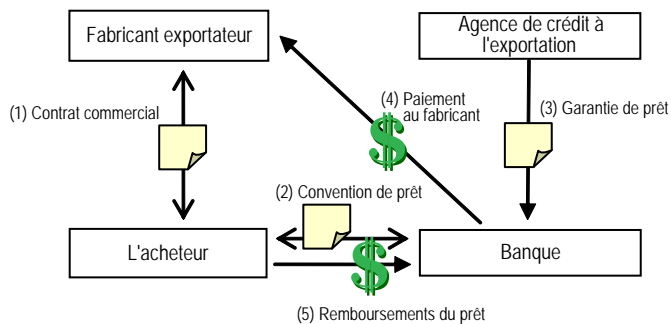 Fabricant exportateur
Agence de crédit à
l'exportation
(1) Contrat commercial
(4) Paiement
au fabricant
(3) Garantie de prêt
$
(2) Convention de prêt
L'acheteur
Banque
$
(5) Remboursements du prêt